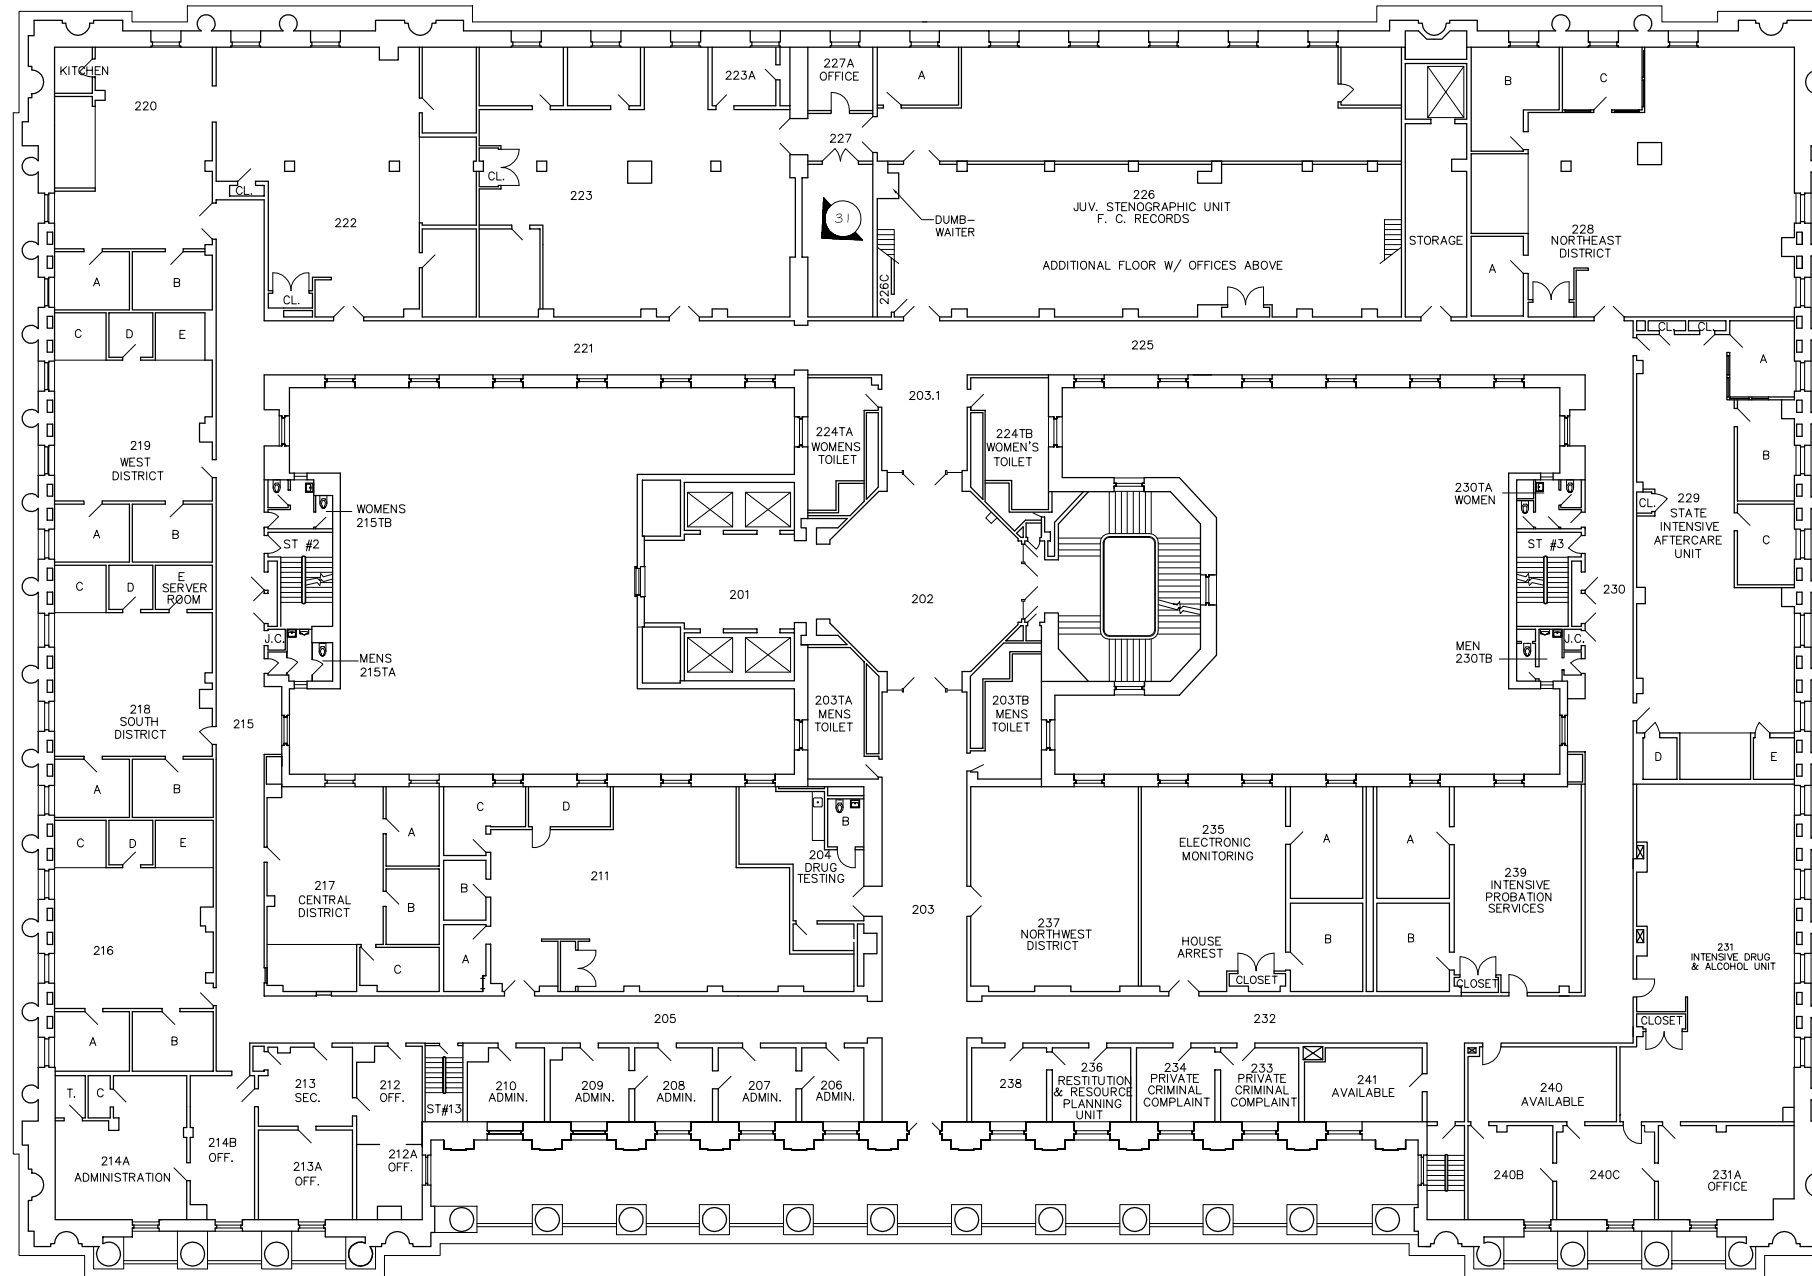 KITCHEN
220
CL.
222
CL.
A
B
C
D
E
CL.
223
223A
227A
OFFICE
227
A
31
DUMB-
WAITER
226C
226
JUV. STENOGRAPHIC UNIT
F. C. RECORDS
ADDITIONAL FLOOR W/ OFFICES ABOVE
STORAGE
B
C
228
NORTHEAST
DISTRICT
A
221
225
203.1
CL.
CL.
A
219
WEST
DISTRICT
A
B
C
D
E
SERVER
ROOM
WOMENS
215TB
ST #2
J.C.
MENS
215TA
224TA
WOMENS
TOILET
224TB
WOMEN'S
TOILET
201
202
203TA
MENS
TOILET
203TB
MENS
TOILET
230TA
WOMEN
ST #3
230
J.C.
MEN
230TB
B
CL.
229
STATE
INTENSIVE
AFTERCARE
UNIT
C
D
E
218
SOUTH
DISTRICT
215
A
B
C
D
E
216
A
B
217
CENTRAL
DISTRICT
A
B
C
C
D
B
A
211
204
DRUG
TESTING
B
203
237
NORTHWEST
DISTRICT
235
ELECTRONIC
MONITORING
HOUSE
ARREST
CLOSET
A
B
A
B
239
INTENSIVE
PROBATION
SERVICES
CLOSET
231
INTENSIVE DRUG
& ALCOHOL UNIT
CLOSET
205
232
T.
C
214A
ADMINISTRATION
214B
OFF.
213
SEC.
213A
OFF.
212
OFF.
212A
OFF.
ST#13
210
ADMIN.
209
ADMIN.
208
ADMIN.
207
ADMIN.
206
ADMIN.
238
236
RESTITUTION
& RESOURCE
PLANNING
UNIT
234
PRIVATE
CRIMINAL
COMPLAINT
233
PRIVATE
CRIMINAL
COMPLAINT
241
AVAILABLE
240
AVAILABLE
240B
240C
231A
OFFICE